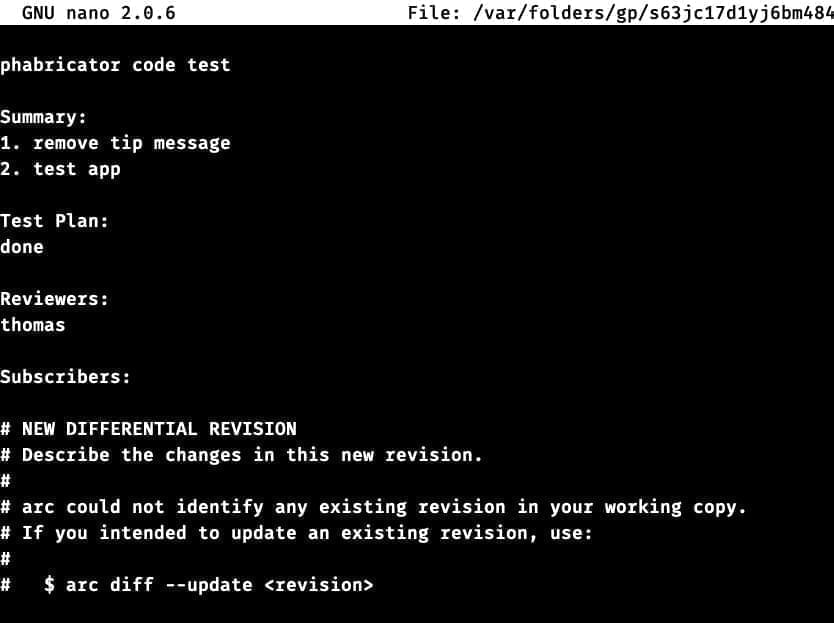 GNU nano 2.0.6 File: /var/folders/gp/s63jc17d1yj6bm484
phabricator code test
Summary:
1. remove tip message
2. test app
Test Plan:
done
Reviewers:
thomas
Subscribers:
# NEW DIFFERENTIAL REVISION
# Describe the changes in this new revision.
#
# arc could not identify any existing revision in your working copy.
# If you intended to update an existing revision, use:
#
#   $ arc diff --update <revision>